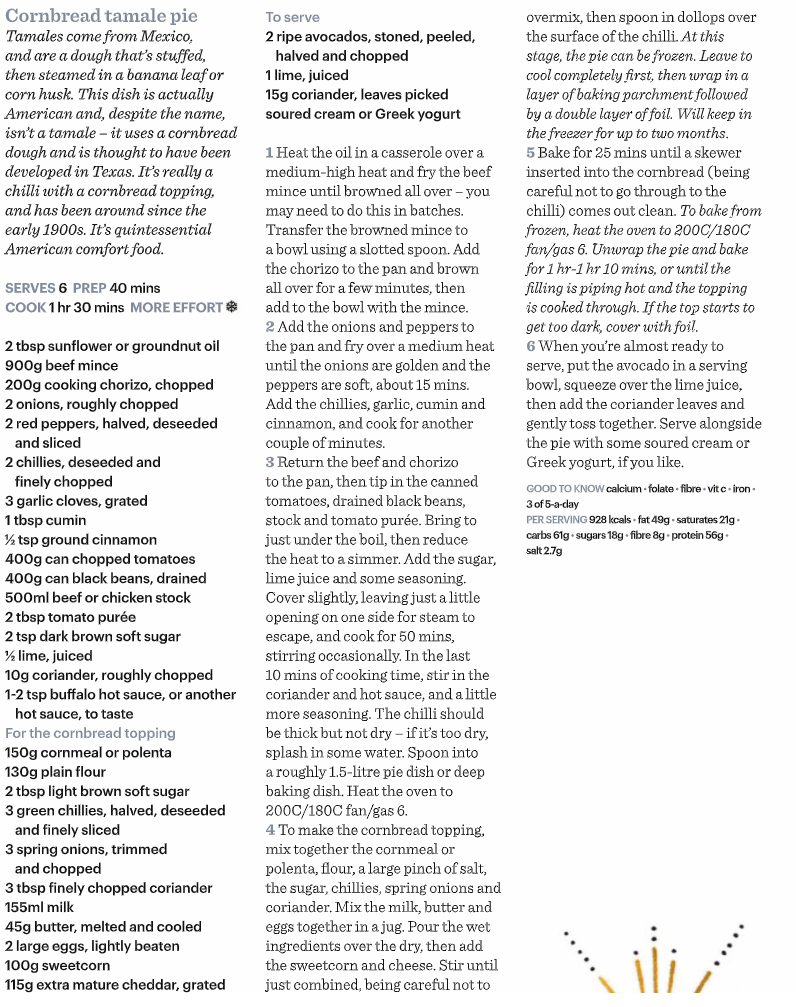 Cornbread tamale pie
Tamales come from Mexico,
and are a dough that's stuffed,
then steamed in a banana leaf or
corn husk. This dish is actually
American and, despite the name,
isn't a tamale – it uses a cornbread
dough and is thought to have been
developed in Texas. It's really a
chilli with a cornbread topping,
and has been around since the
early 1900s. It's quintessential
American comfort food.
SERVES 6 PREP 40 mins
COOK 1 hr 30 mins MORE EFFORT ❄
2 tbsp sunflower or groundnut oil
900g beef mince
200g cooking chorizo, chopped
2 onions, roughly chopped
2 red peppers, halved, deseeded
and sliced
2 chillies, deseeded and
finely chopped
3 garlic cloves, grated
1 tbsp cumin
½ tsp ground cinnamon
400g can chopped tomatoes
400g can black beans, drained
500ml beef or chicken stock
2 tbsp tomato purée
2 tsp dark brown soft sugar
½ lime, juiced
10g coriander, roughly chopped
1-2 tsp buffalo hot sauce, or another
hot sauce, to taste
For the cornbread topping
150g cornmeal or polenta
130g plain flour
2 tbsp light brown soft sugar
3 green chillies, halved, deseeded
and finely sliced
3 spring onions, trimmed
and chopped
3 tbsp finely chopped coriander
155ml milk
45g butter, melted and cooled
2 large eggs, lightly beaten
100g sweetcorn
115g extra mature cheddar, grated
To serve
2 ripe avocados, stoned, peeled,
halved and chopped
1 lime, juiced
15g coriander, leaves picked
soured cream or Greek yogurt
1 Heat the oil in a casserole over a
medium-high heat and fry the beef
mince until browned all over – you
may need to do this in batches.
Transfer the browned mince to
a bowl using a slotted spoon. Add
the chorizo to the pan and brown
all over for a few minutes, then
add to the bowl with the mince.
2 Add the onions and peppers to
the pan and fry over a medium heat
until the onions are golden and the
peppers are soft, about 15 mins.
Add the chillies, garlic, cumin and
cinnamon, and cook for another
couple of minutes.
3 Return the beef and chorizo
to the pan, then tip in the canned
tomatoes, drained black beans,
stock and tomato purée. Bring to
just under the boil, then reduce
the heat to a simmer. Add the sugar,
lime juice and some seasoning.
Cover slightly, leaving just a little
opening on one side for steam to
escape, and cook for 50 mins,
stirring occasionally. In the last
10 mins of cooking time, stir in the
coriander and hot sauce, and a little
more seasoning. The chilli should
be thick but not dry – if it's too dry,
splash in some water. Spoon into
a roughly 1.5-litre pie dish or deep
baking dish. Heat the oven to
200C/180C fan/gas 6.
4 To make the cornbread topping,
mix together the cornmeal or
polenta, flour, a large pinch of salt,
the sugar, chillies, spring onions and
coriander. Mix the milk, butter and
eggs together in a jug. Pour the wet
ingredients over the dry, then add
the sweetcorn and cheese. Stir until
just combined, being careful not to
overmix, then spoon in dollops over
the surface of the chilli. At this
stage, the pie can be frozen. Leave to
cool completely first, then wrap in a
layer of baking parchment followed
by a double layer of foil. Will keep in
the freezer for up to two months.
5 Bake for 25 mins until a skewer
inserted into the cornbread (being
careful not to go through to the
chilli) comes out clean. To bake from
frozen, heat the oven to 200C/180C
fan/gas 6. Unwrap the pie and bake
for 1 hr-1 hr 10 mins, or until the
filling is piping hot and the topping
is cooked through. If the top starts to
get too dark, cover with foil.
6 When you're almost ready to
serve, put the avocado in a serving
bowl, squeeze over the lime juice,
then add the coriander leaves and
gently toss together. Serve alongside
the pie with some soured cream or
Greek yogurt, if you like.
GOOD TO KNOW calcium • folate • fibre • vit c • iron •
3 of 5-a-day
PER SERVING 928 kcals • fat 49g • saturates 21g •
carbs 61g • sugars 18g • fibre 8g • protein 56g •
salt 2.7g